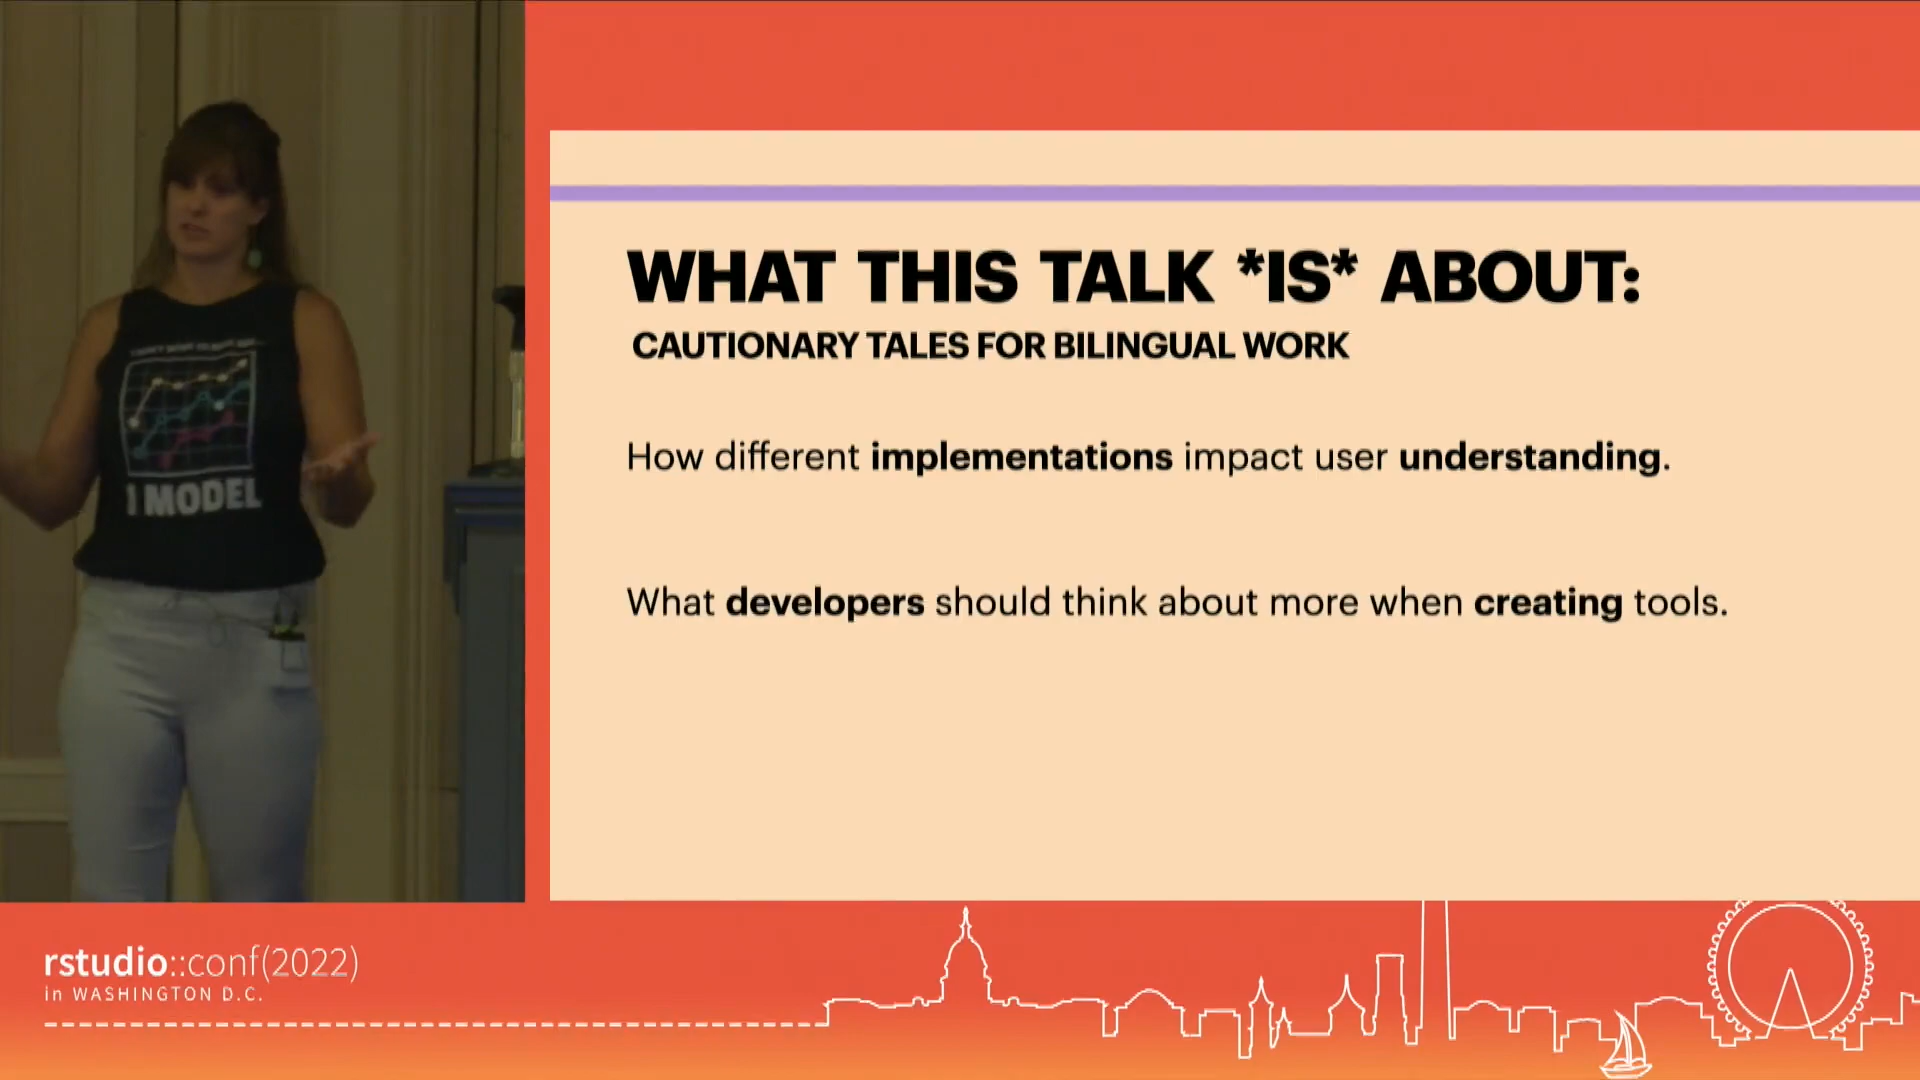 WHAT THIS TALK *IS* ABOUT:
CAUTIONARY TALES FOR BILINGUAL WORK
How different implementations impact user understanding.
What developers should think about more when creating tools.
I MODEL
rstudio::conf(2022)
in WASHINGTON D.C.